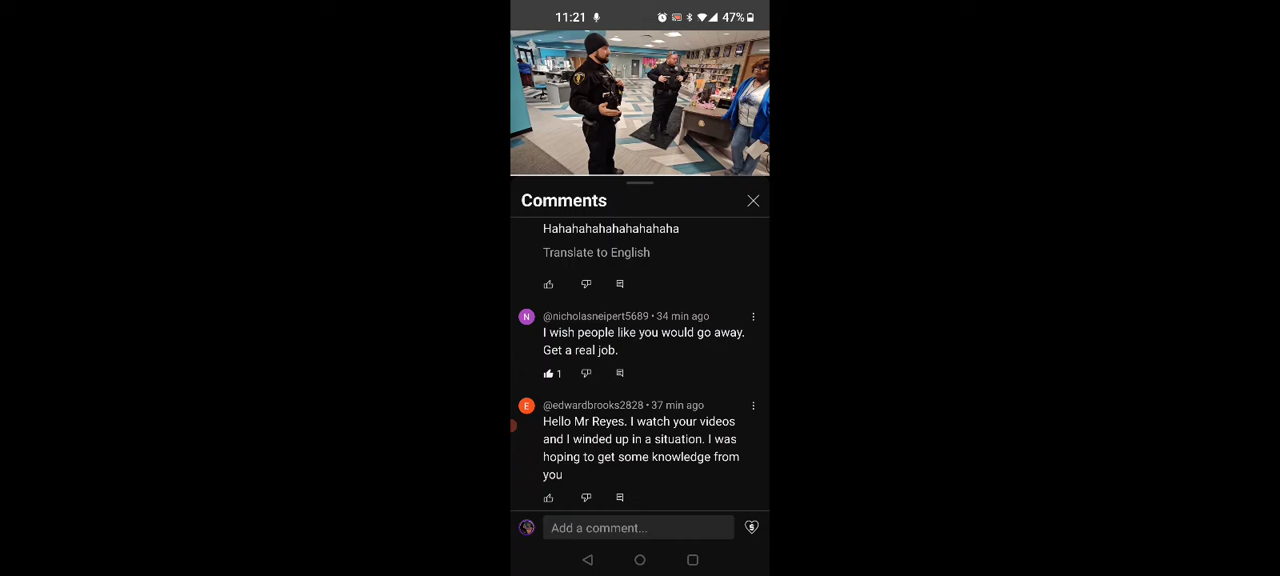 11:21
47%
Comments
Hahahahahahahahaha
Translate to English
N
@nicholasneipert5689 • 34 min ago
I wish people like you would go away.
Get a real job.
1
E
@edwardbrooks2828 • 37 min ago
Hello Mr Reyes. I watch your videos
and I winded up in a situation. I was
hoping to get some knowledge from
you
Add a comment...